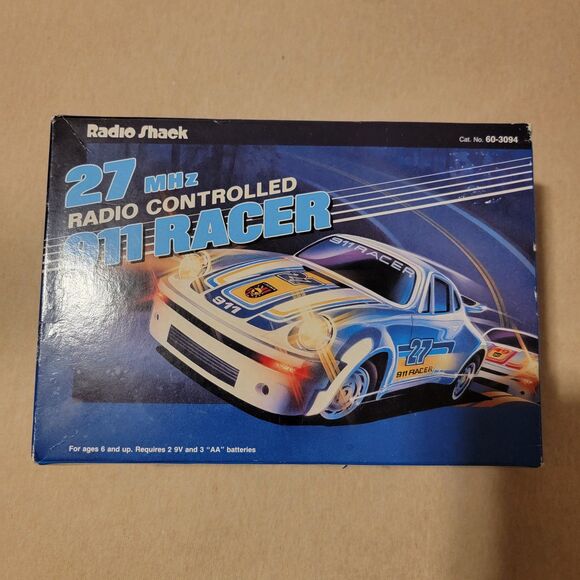 Radio Shack
Cat. No. 60-3094
27 MHz
RADIO CONTROLLED
911 RACER
911 RACER
911
27
911 RACER
For ages 6 and up. Requires 2 9V and 3 "AA" batteries